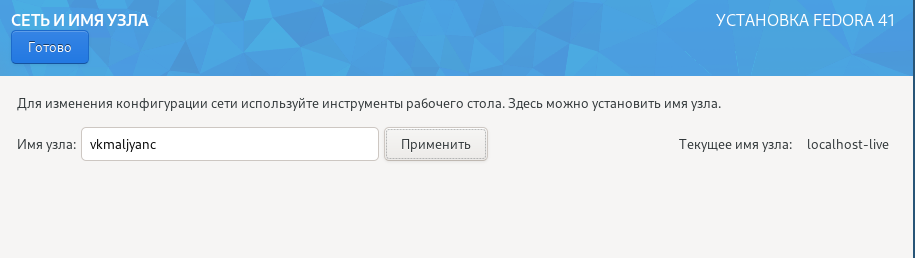 СЕТЬ И ИМЯ УЗЛА
УСТАНОВКА FEDORA 41
Готово
Для изменения конфигурации сети используйте инструменты рабочего стола. Здесь можно установить имя узла.
Имя узла: vkmaljyanc Применить Текущее имя узла: localhost-live